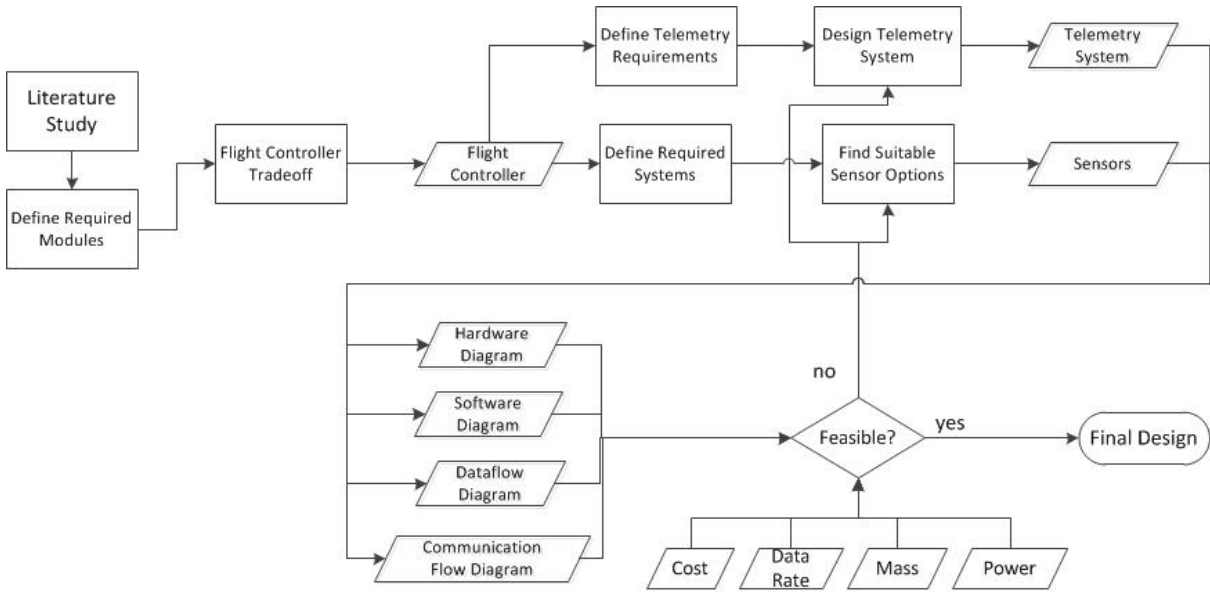 Literature
Study
Define Required
Modules
Flight Controller
Tradeoff
Flight
Controller
Define Telemetry
Requirements
Design Telemetry
System
Telemetry
System
Define Required
Systems
Find Suitable
Sensor Options
Sensors
Hardware
Diagram
Software
Diagram
Dataflow
Diagram
Communication
Flow Diagram
no
Feasible?
yes
Final Design
Cost
Data
Rate
Mass
Power